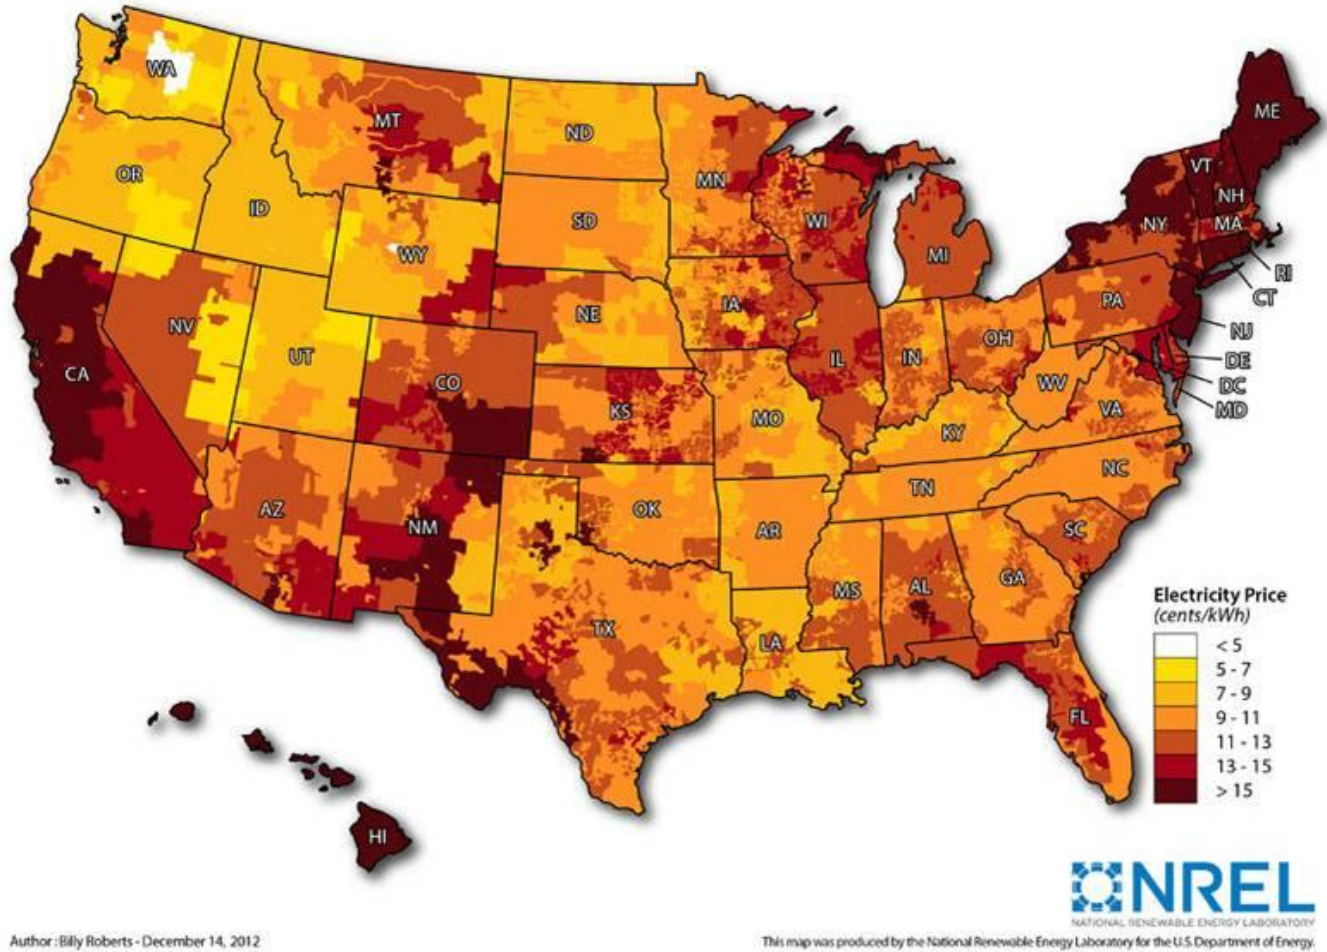 WA
MT
ND
ME
OR
ID
MN
VT
NH
SD
WI
NY
MA
WY
MI
RI
IA
CT
NE
PA
NV
OH
NJ
UT
IL
IN
DE
CA
CO
WV
DC
KS
VA
MD
MO
KY
NC
AZ
OK
TN
NM
AR
SC
MS
AL
GA
TX
LA
FL
HI
Electricity Price
(cents/kWh)
< 5
5 - 7
7 - 9
9 - 11
11 - 13
13 - 15
> 15
NREL
NATIONAL RENEWABLE ENERGY LABORATORY
Author : Billy Roberts - December 14, 2012
This map was produced by the National Renewable Energy Laboratory for the U.S. Department of Energy.